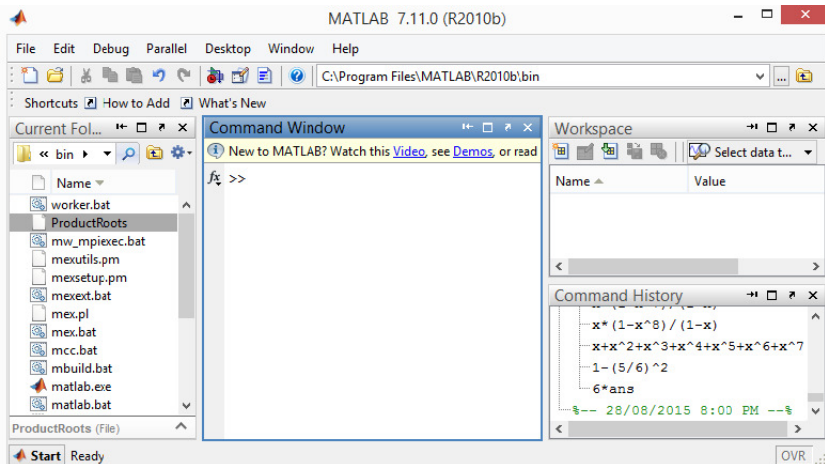 MATLAB 7.11.0 (R2010b)
File Edit Debug Parallel Desktop Window Help
C:\Program Files\MATLAB\R2010b\bin
Shortcuts How to Add What's New
Current Fol...
« bin
Name
worker.bat
ProductRoots
mw_mpiexec.bat
mexutils.pm
mexsetup.pm
mexext.bat
mex.pl
mex.bat
mcc.bat
mbuild.bat
matlab.exe
matlab.bat
ProductRoots (File)
Command Window
New to MATLAB? Watch this Video, see Demos, or read
fx >>
Workspace
Select data t...
Name Value
Command History
x*(1-x^8)/(1-x)
x+x^2+x^3+x^4+x^5+x^6+x^7
1-(5/6)^2
6*ans
%-- 28/08/2015 8:00 PM --%
Start Ready
OVR